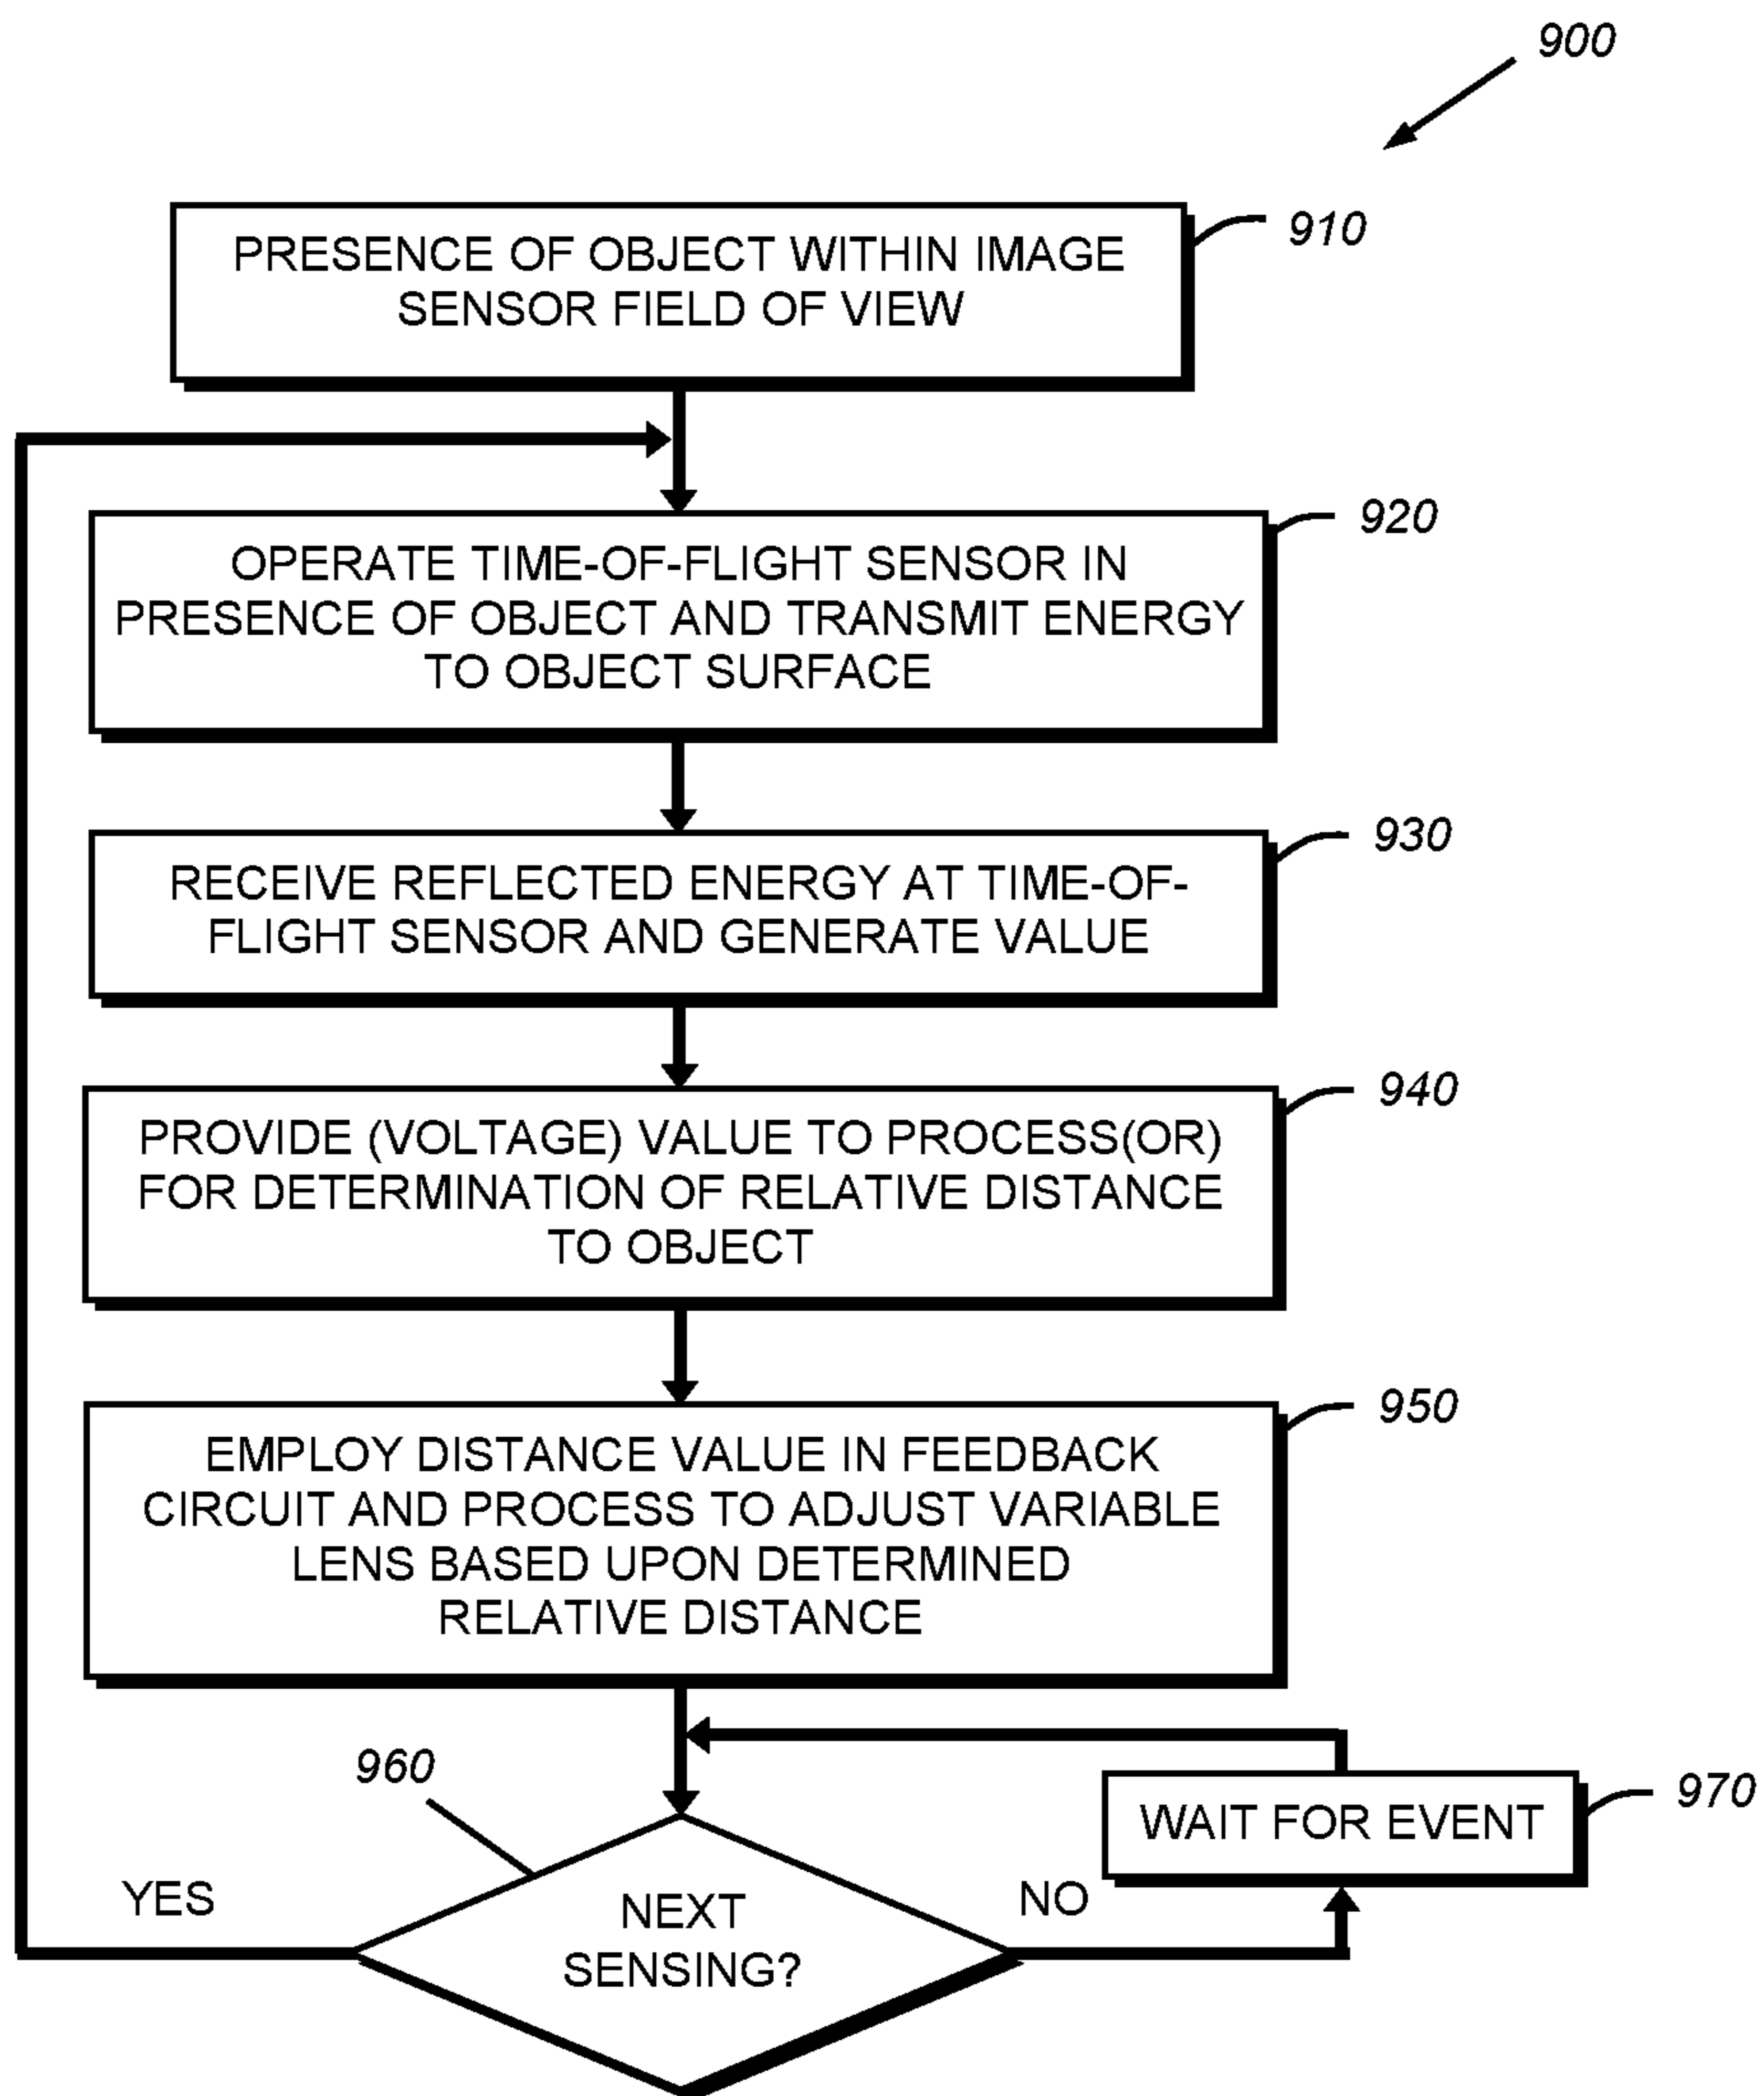 900
910
PRESENCE OF OBJECT WITHIN IMAGE
SENSOR FIELD OF VIEW
920
OPERATE TIME-OF-FLIGHT SENSOR IN
PRESENCE OF OBJECT AND TRANSMIT ENERGY
TO OBJECT SURFACE
930
RECEIVE REFLECTED ENERGY AT TIME-OF-
FLIGHT SENSOR AND GENERATE VALUE
940
PROVIDE (VOLTAGE) VALUE TO PROCESS(OR)
FOR DETERMINATION OF RELATIVE DISTANCE
TO OBJECT
950
EMPLOY DISTANCE VALUE IN FEEDBACK
CIRCUIT AND PROCESS TO ADJUST VARIABLE
LENS BASED UPON DETERMINED
RELATIVE DISTANCE
960
970
WAIT FOR EVENT
YES
NO
NEXT
SENSING?